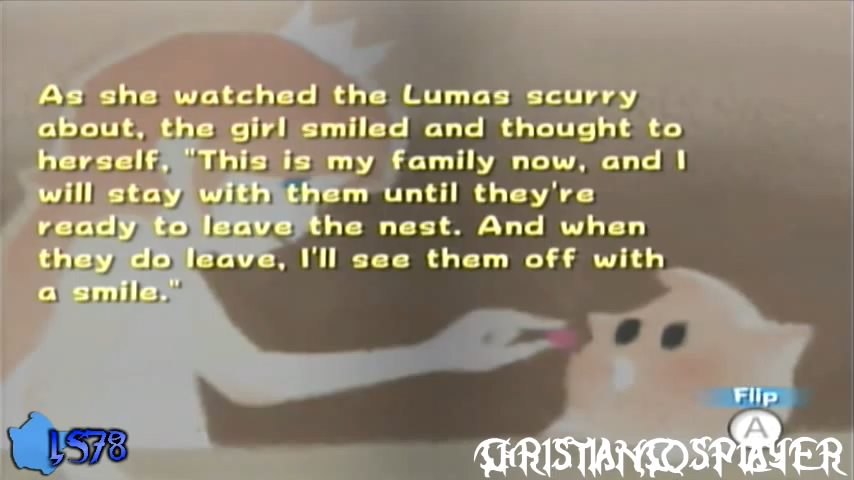 As she watched the Lumas scurry
about, the girl smiled and thought to
herself, "This is my family now, and I
will stay with them until they're
ready to leave the nest. And when
they do leave, I'll see them off with
a smile."
Flip
A
LS78